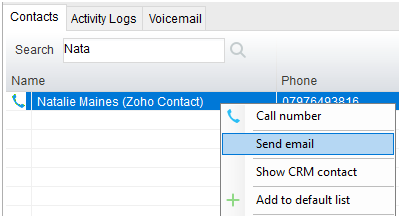 Contacts Activity Logs Voicemail
Search Nata
Name Phone
Natalie Maines (Zoho Contact) 07976493816
Call number
Send email
Show CRM contact
Add to default list